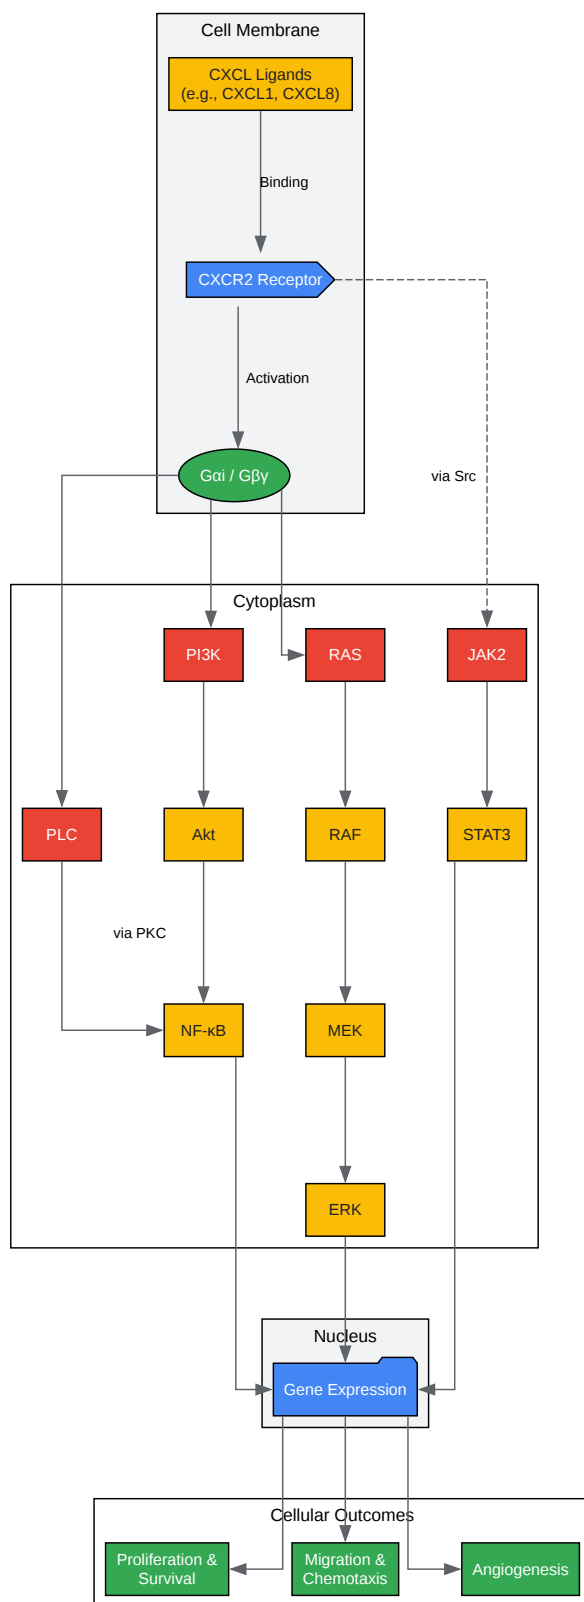 Cell Membrane
CXCL Ligands
(e.g., CXCL1, CXCL8)
Binding
CXCR2 Receptor
Activation
Gαi / Gβγ
via Src
Cytoplasm
PI3K
RAS
JAK2
PLC
Akt
RAF
STAT3
via PKC
NF-κB
MEK
ERK
Nucleus
Gene Expression
Cellular Outcomes
Proliferation &
Survival
Migration &
Chemotaxis
Angiogenesis